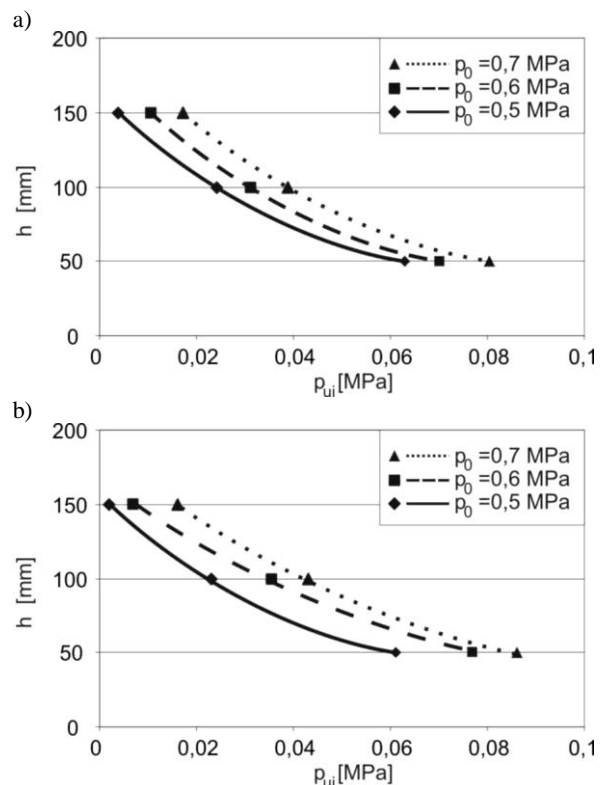 a)
200
150
100
50
0
h [mm]
p0 =0,7 MPa
p0 =0,6 MPa
p0 =0,5 MPa
0 0,02 0,04 0,06 0,08 0,1
pui[MPa]
b)
200
150
100
50
0
h [mm]
p0 =0,7 MPa
p0 =0,6 MPa
p0 =0,5 MPa
0 0,02 0,04 0,06 0,08 0,1
pui[MPa]